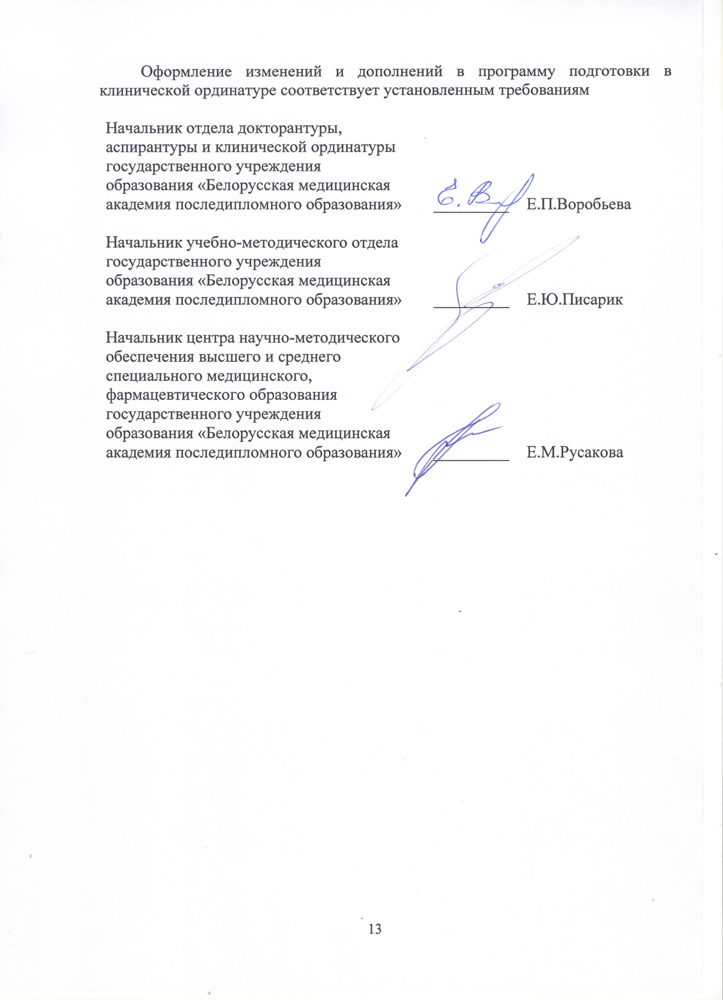 Оформление изменений и дополнений в программу подготовки в
клинической ординатуре соответствует установленным требованиям
Начальник отдела докторантуры,
аспирантуры и клинической ординатуры
государственного учреждения
образования «Белорусская медицинская
академия последипломного образования» Е.П.Воробьева
Начальник учебно-методического отдела
государственного учреждения
образования «Белорусская медицинская
академия последипломного образования» Е.Ю.Писарик
Начальник центра научно-методического
обеспечения высшего и среднего
специального медицинского,
фармацевтического образования
государственного учреждения
образования «Белорусская медицинская
академия последипломного образования» Е.М.Русакова
13